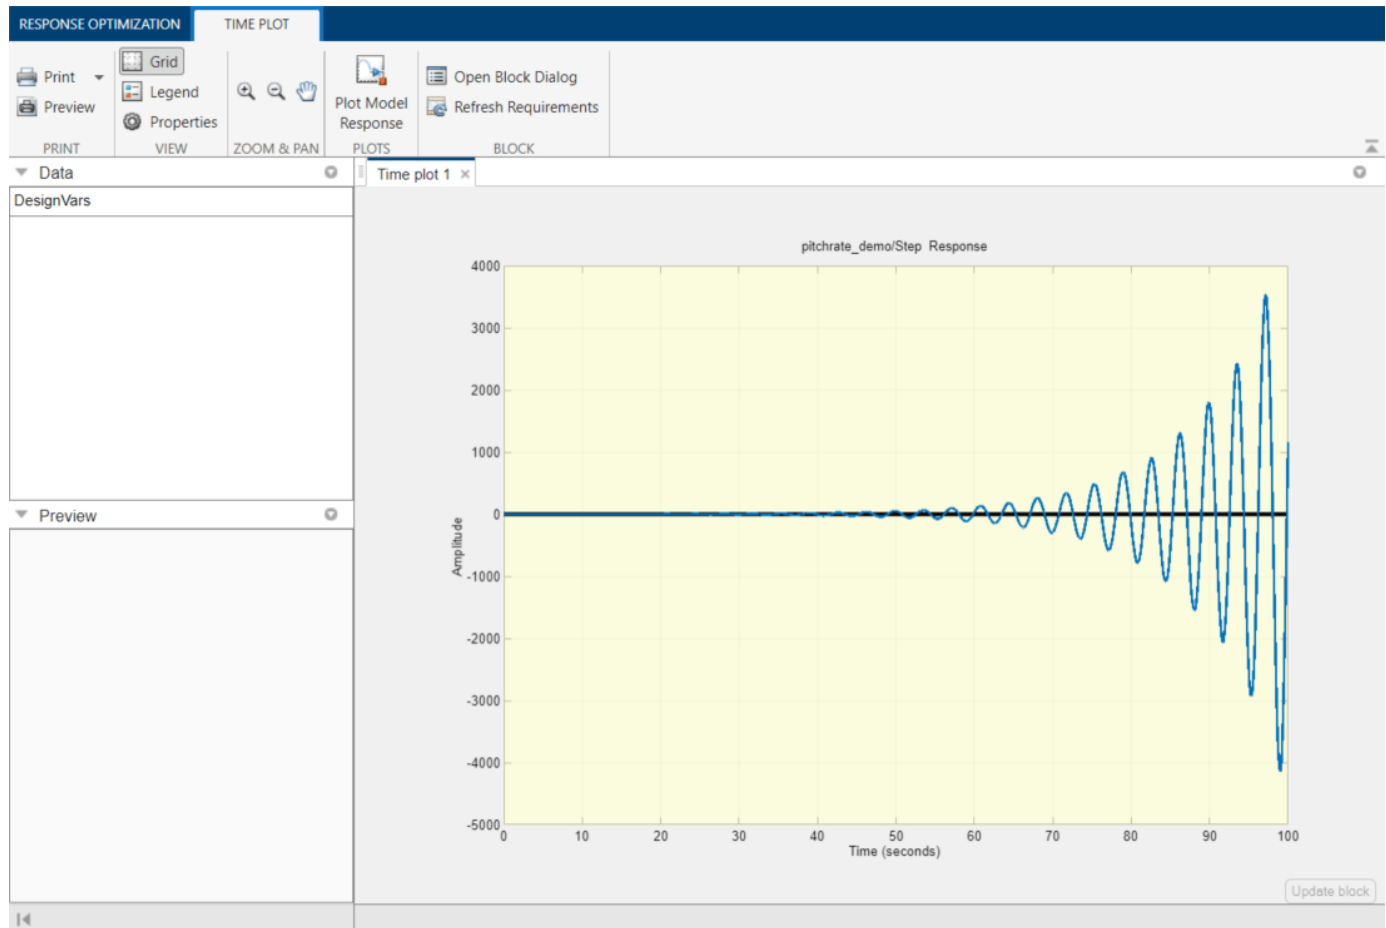 RESPONSE OPTIMIZATION TIME PLOT
Print
Preview
PRINT
Grid
Legend
Properties
VIEW
ZOOM & PAN
Plot Model
Response
PLOTS
Open Block Dialog
Refresh Requirements
BLOCK
Data
DesignVars
Preview
Time plot 1
pitchrate_demo/Step Response
4000
3000
2000
1000
0
-1000
-2000
-3000
-4000
-5000
Amplitude
0 10 20 30 40 50 60 70 80 90 100
Time (seconds)
Update block